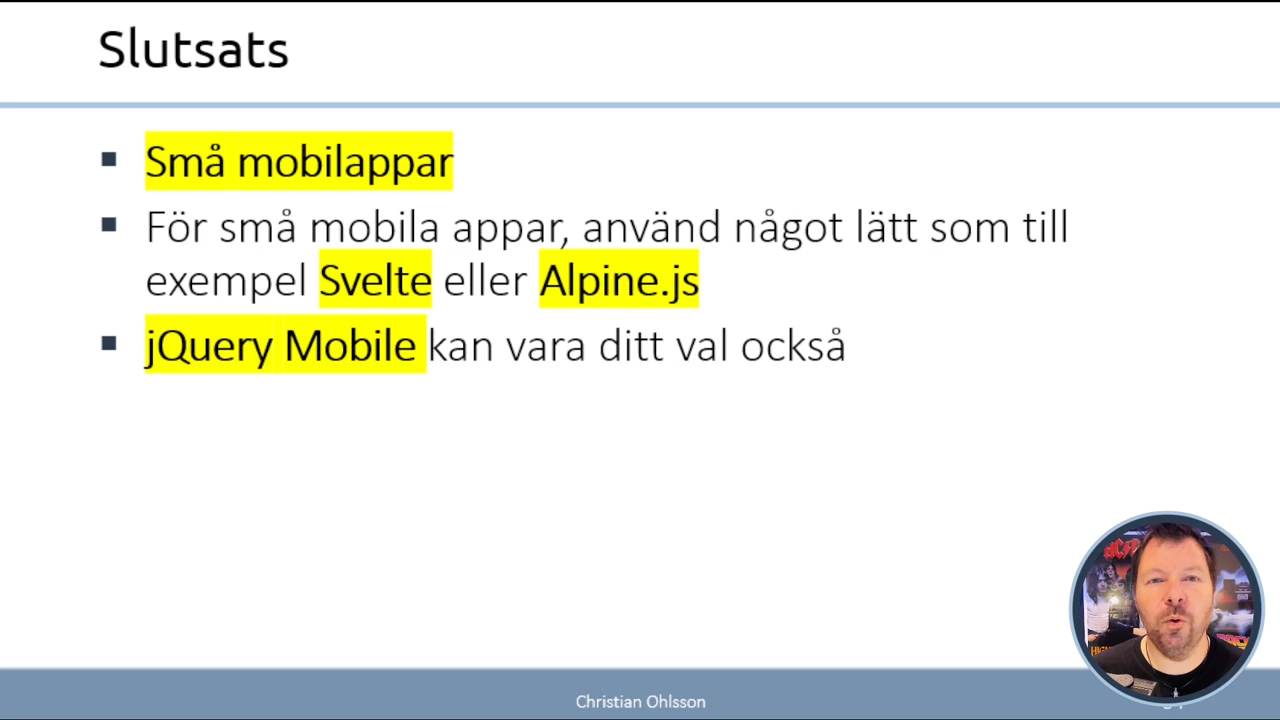 Slutsats
Små mobilappar
För små mobila appar, använd något lätt som till
exempel Svelte eller Alpine.js
jQuery Mobile kan vara ditt val också
Christian Ohlsson